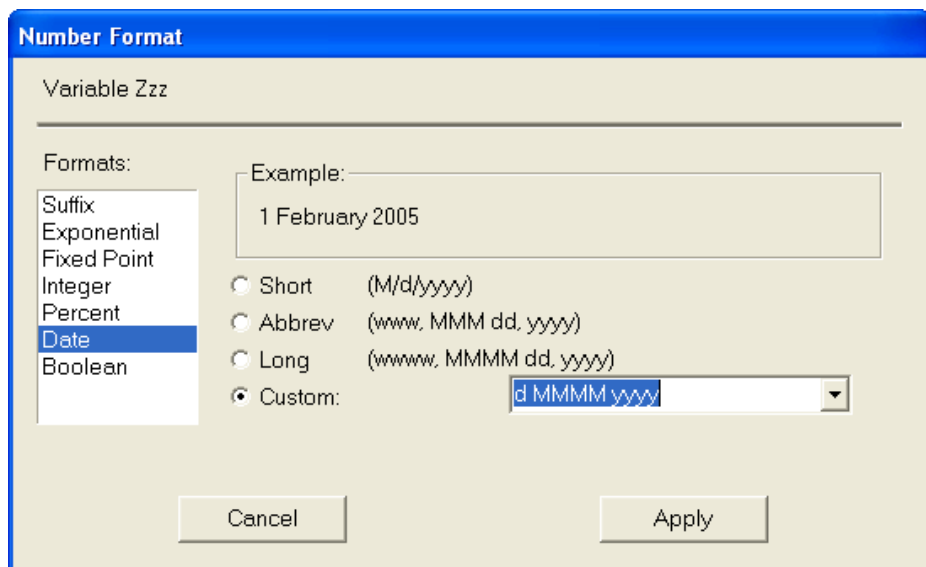 Number Format
Variable Zzz
Formats:
Suffix
Exponential
Fixed Point
Integer
Percent
Date
Boolean
Example:
1 February 2005
Short (M/d/yyyy)
Abbrev (www, MMM dd, yyyy)
Long (wwww, MMMM dd, yyyy)
Custom: d MMMM yyyy
Cancel Apply